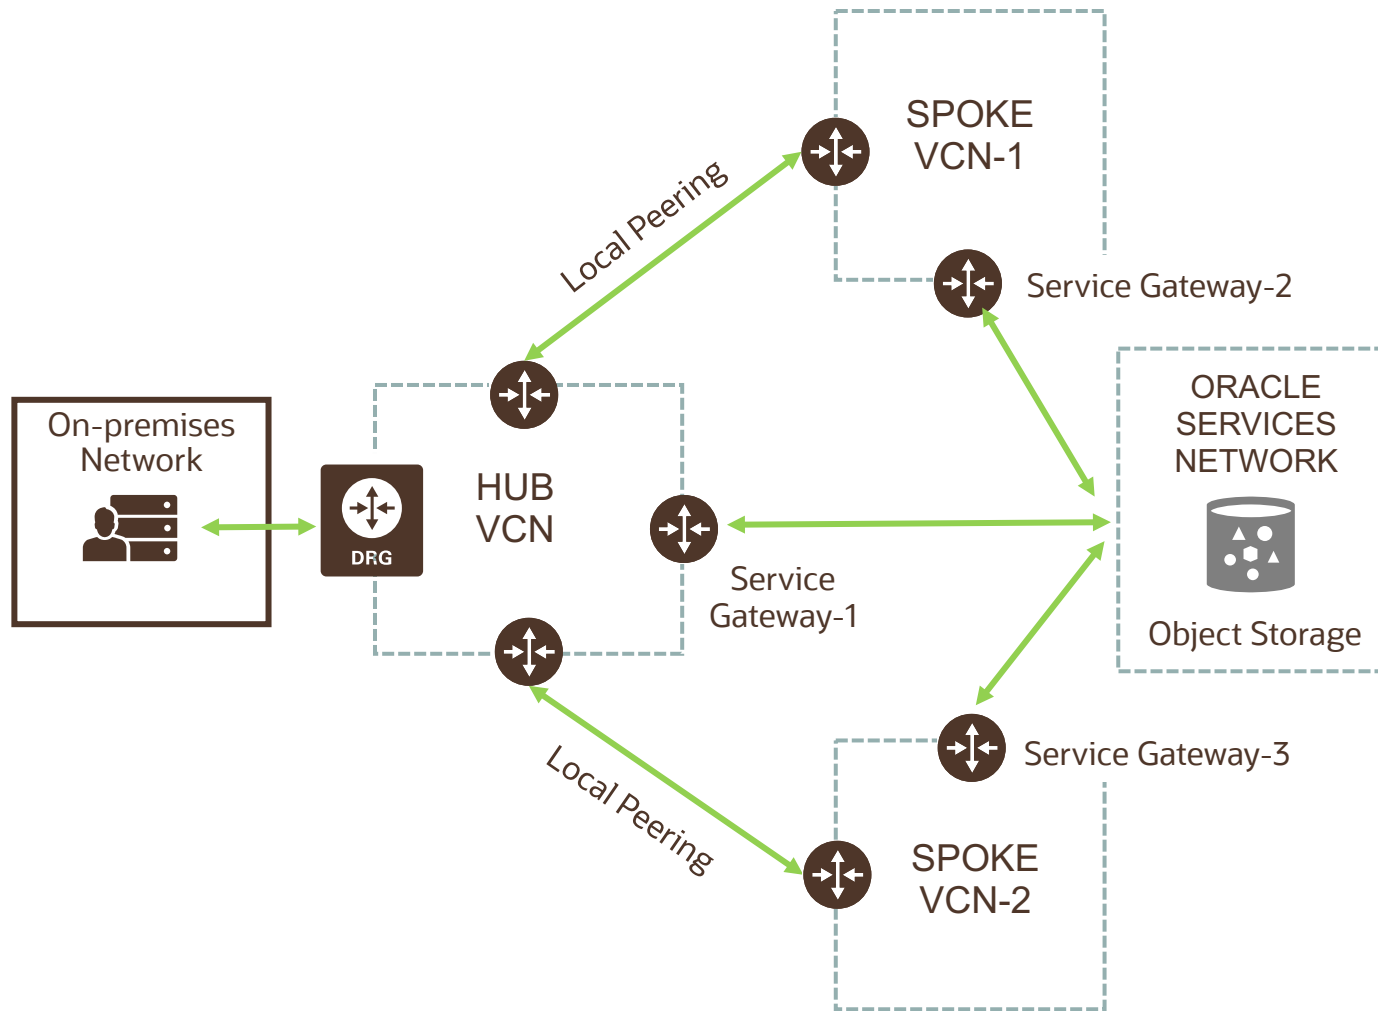 SPOKE
VCN-1
Local Peering
Service Gateway-2
On-premises
Network
HUB
VCN
DRG
Service
Gateway-1
ORACLE
SERVICES
NETWORK
Object Storage
Local Peering
Service Gateway-3
SPOKE
VCN-2